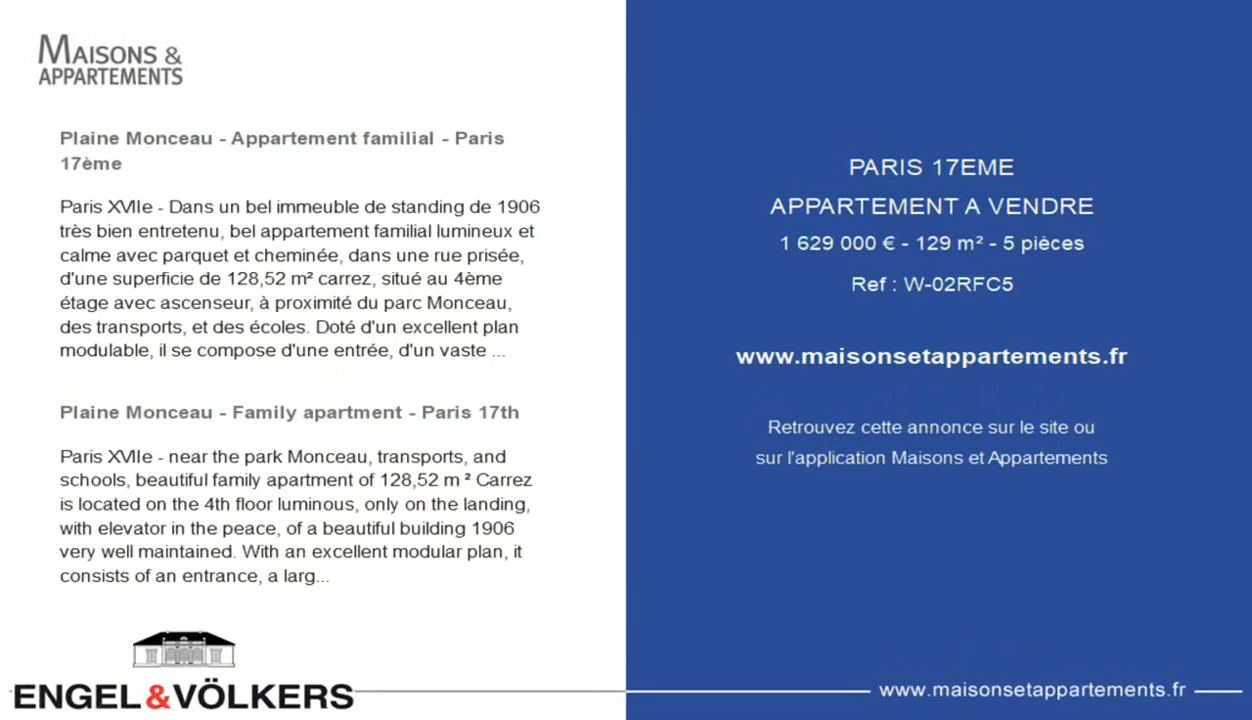 MAISONS &
APPARTEMENTS
Plaine Monceau - Appartement familial - Paris
17ème
Paris XVIIe - Dans un bel immeuble de standing de 1906
très bien entretenu, bel appartement familial lumineux et
calme avec parquet et cheminée, dans une rue prisée,
d'une superficie de 128,52 m² carrez, situé au 4ème
étage avec ascenseur, à proximité du parc Monceau,
des transports, et des écoles. Doté d'un excellent plan
modulable, il se compose d'une entrée, d'un vaste ...
Plaine Monceau - Family apartment - Paris 17th
Paris XVIIe - near the park Monceau, transports, and
schools, beautiful family apartment of 128,52 m ² Carrez
is located on the 4th floor luminous, only on the landing,
with elevator in the peace, of a beautiful building 1906
very well maintained. With an excellent modular plan, it
consists of an entrance, a larg...
ENGEL & VÖLKERS
PARIS 17EME
APPARTEMENT A VENDRE
1 629 000 € - 129 m² - 5 pièces
Ref : W-02RFC5
www.maisonsetappartements.fr
Retrouvez cette annonce sur le site ou
sur l'application Maisons et Appartements
www.maisonsetappartements.fr